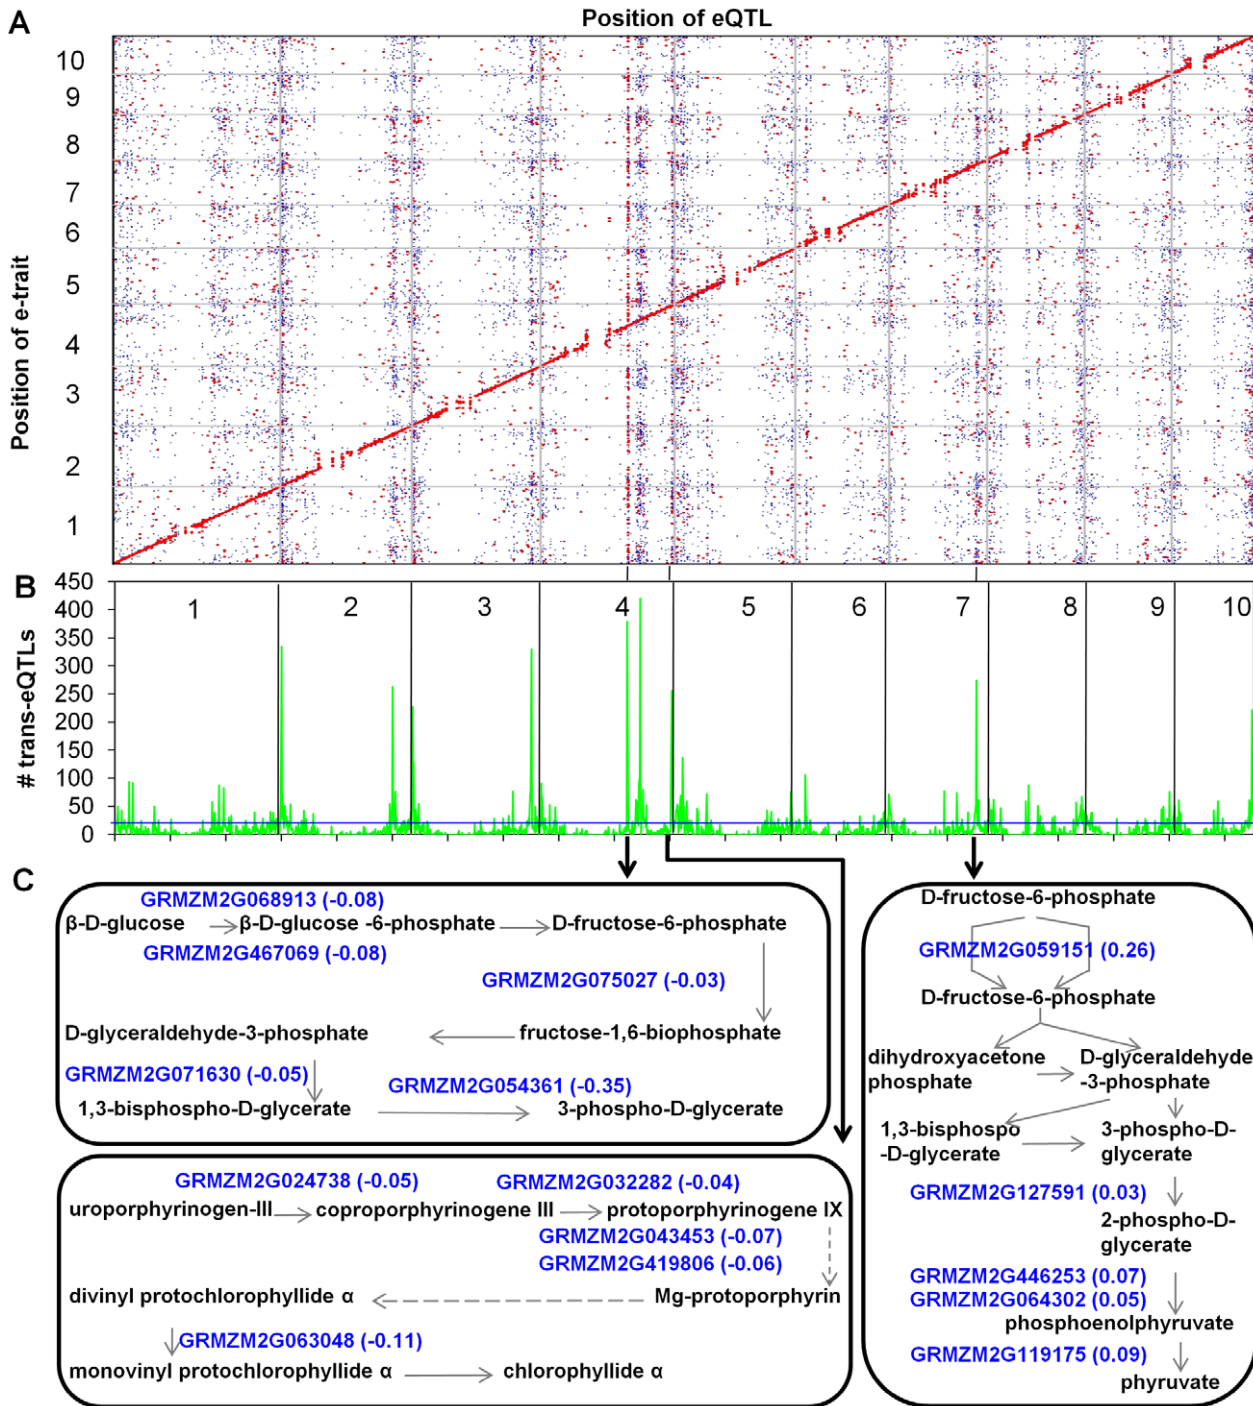 A
Position of eQTL
Position of e-trait
10
9
8
7
6
5
4
3
2
1
B
# trans-eQTLs
450
400
350
300
250
200
150
100
50
0
1 2 3 4 5 6 7 8 9 10
C
GRMZM2G068913 (-0.08)
β-D-glucose β-D-glucose -6-phosphate D-fructose-6-phosphate
GRMZM2G467069 (-0.08)
GRMZM2G075027 (-0.03)
D-glyceraldehyde-3-phosphate fructose-1,6-biophosphate
GRMZM2G071630 (-0.05) GRMZM2G054361 (-0.35)
1,3-bisphospho-D-glycerate 3-phospho-D-glycerate
GRMZM2G024738 (-0.05) GRMZM2G032282 (-0.04)
uroporphyrinogen-III coproporphyrinogene III protoporphyrinogene IX
GRMZM2G043453 (-0.07)
GRMZM2G419806 (-0.06)
divinyl protochlorophyllide α Mg-protoporphyrin
GRMZM2G063048 (-0.11)
monovinyl protochlorophyllide α chlorophyllide α
D-fructose-6-phosphate
GRMZM2G059151 (0.26)
D-fructose-6-phosphate
dihydroxyacetone
phosphate
D-glyceraldehyde
-3-phosphate
1,3-bisphospo
-D-glycerate
3-phospho-D-
glycerate
GRMZM2G127591 (0.03)
2-phospho-D-
glycerate
GRMZM2G446253 (0.07)
GRMZM2G064302 (0.05)
phosphoenolphyruvate
GRMZM2G119175 (0.09)
phyruvate